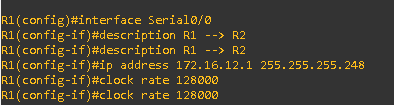 R1(config)#interface Serial0/0
R1(config-if)#description R1 --> R2
R1(config-if)#description R1 --> R2
R1(config-if)#ip address 172.16.12.1 255.255.255.248
R1(config-if)#clock rate 128000
R1(config-if)#clock rate 128000